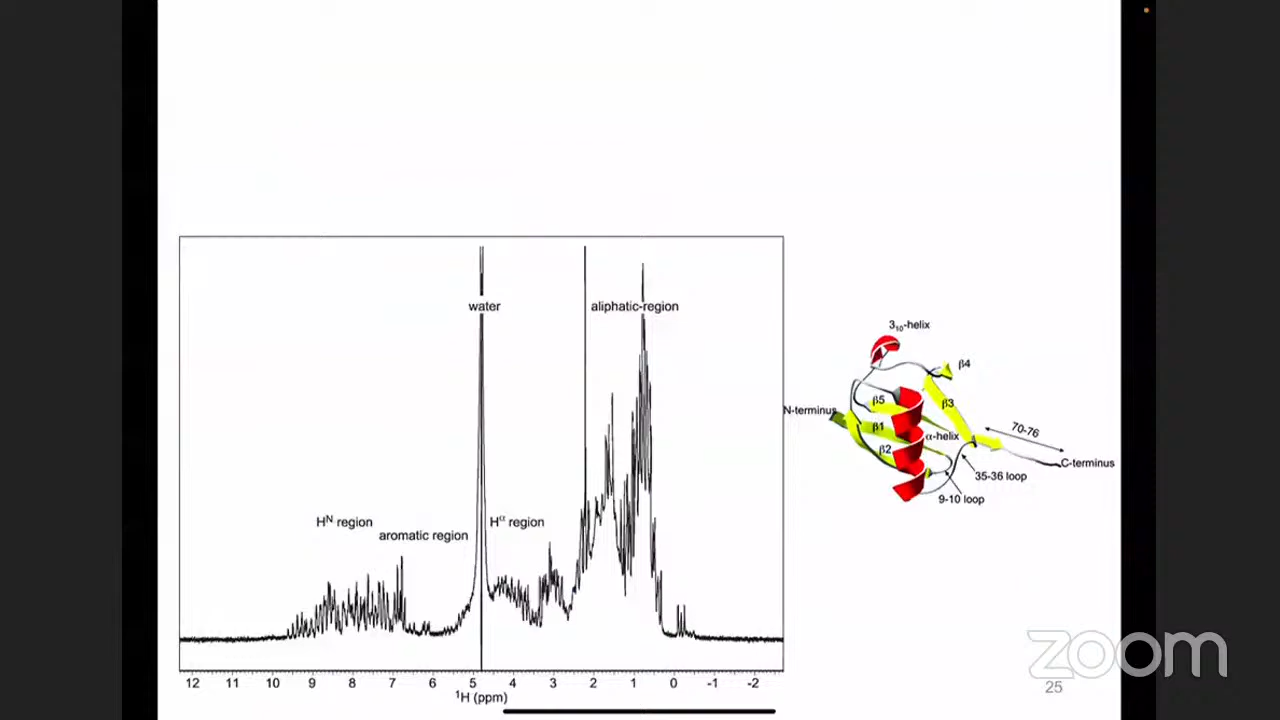 water
aliphatic-region
H^N region
aromatic region
H^α region
12 11 10 9 8 7 6 5 4 3 2 1 0 -1 -2
¹H (ppm)
3₁₀-helix
β4
β5
β3
N-terminus
β1
70-76
α-helix
β2
C-terminus
35-36 loop
9-10 loop
zoom
25